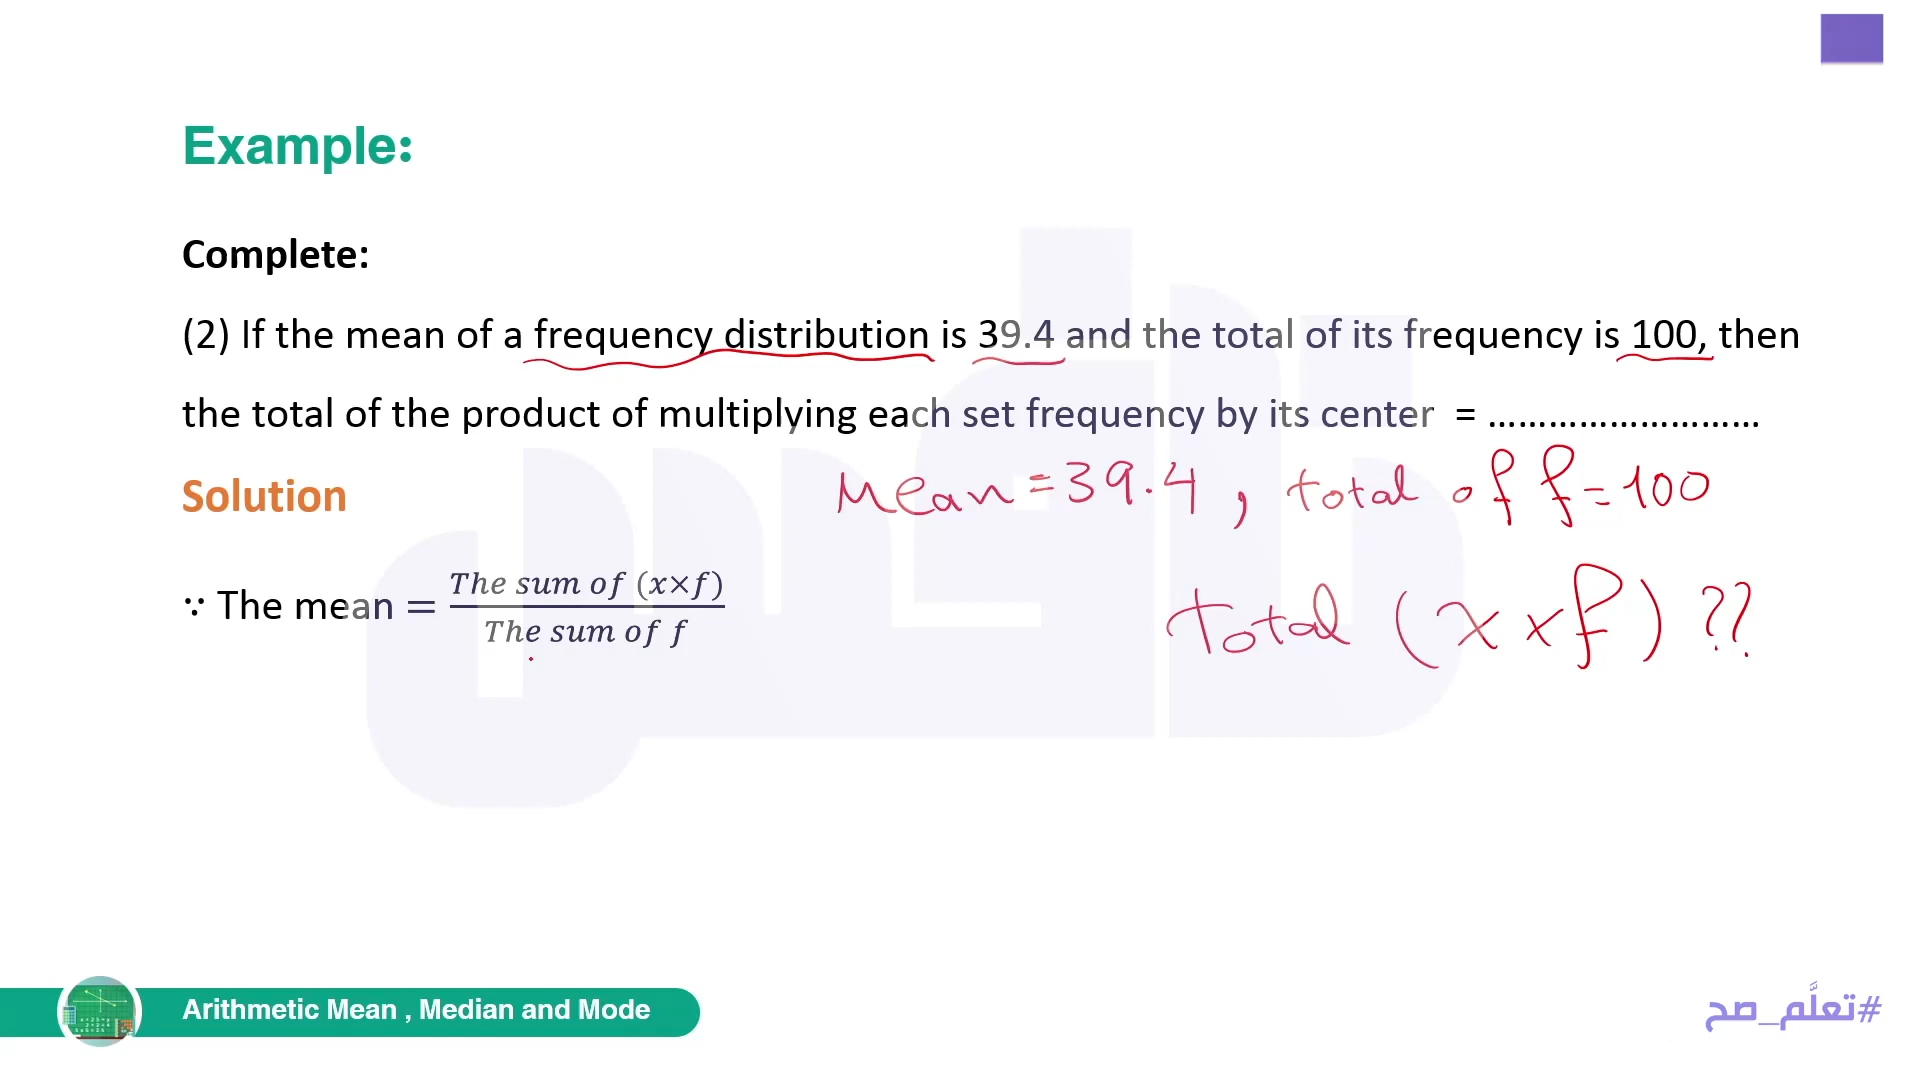 Example:
Complete:
(2) If the mean of a frequency distribution is 39.4 and the total of its frequency is 100, then
the total of the product of multiplying each set frequency by its center = ...........................
Solution
Mean = 39.4 , total of f = 100
∵ The mean = The sum of (x×f) / The sum of f
Total (x × f) ??
Arithmetic Mean , Median and Mode
#تعلَّم_صح